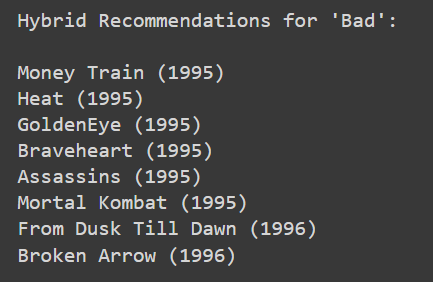 Hybrid Recommendations for 'Bad':
Money Train (1995)
Heat (1995)
GoldenEye (1995)
Braveheart (1995)
Assassins (1995)
Mortal Kombat (1995)
From Dusk Till Dawn (1996)
Broken Arrow (1996)